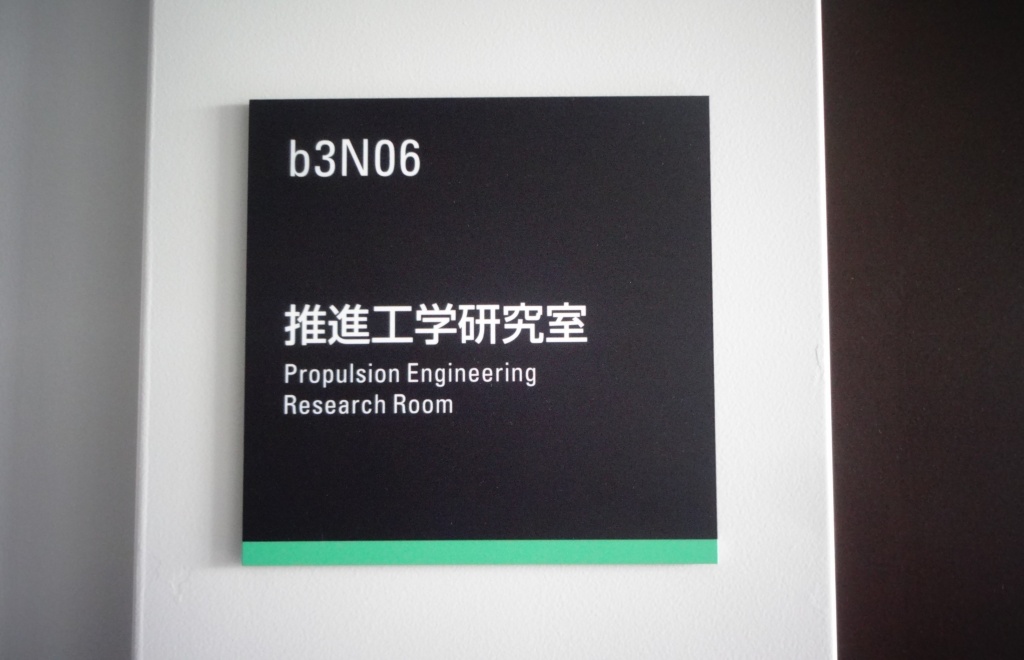 b3N06
推進工学研究室
Propulsion Engineering
Research Room